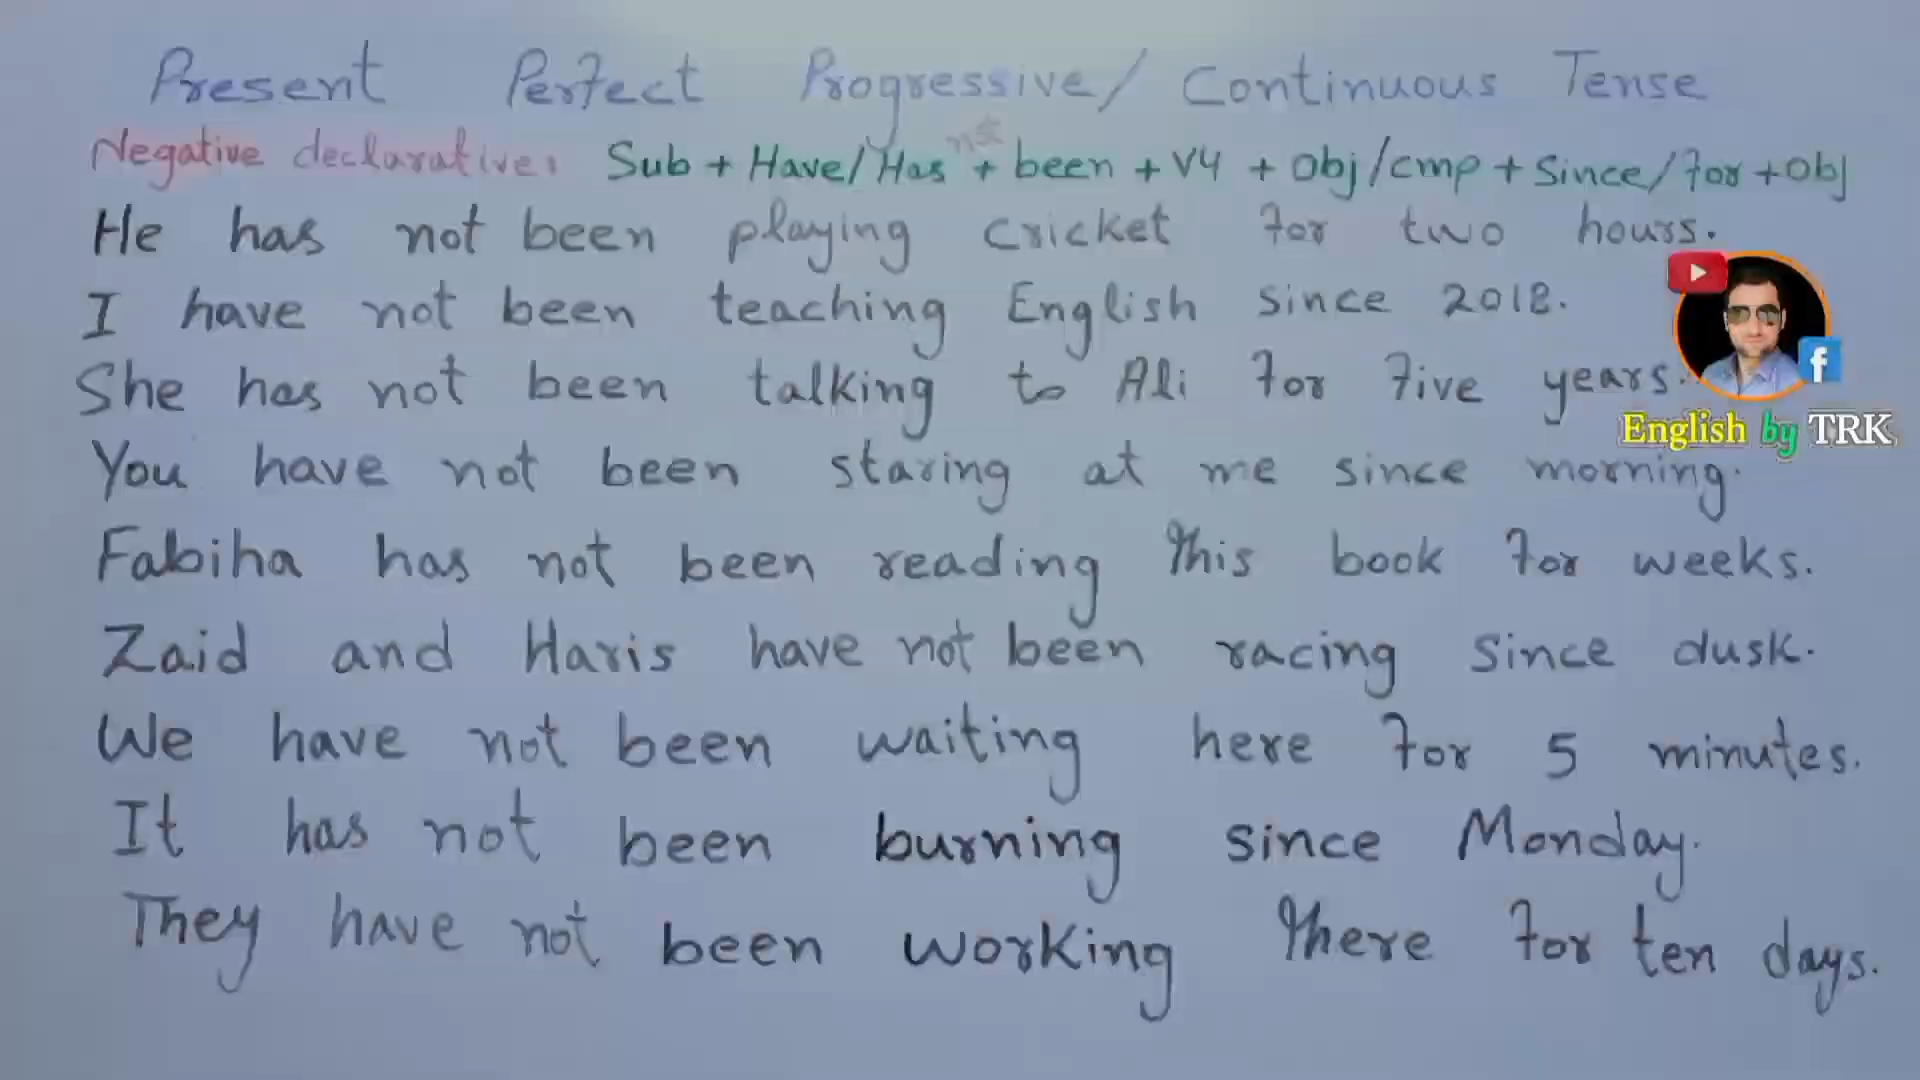 Present Perfect Progressive/ Continuous Tense
Negative declarative: Sub + Have/Has + not been + V4 + Obj/cmp + Since/for + Obj
He has not been playing cricket for two hours.
I have not been teaching English since 2018.
She has not been talking to Ali for five years.
English by TRK
You have not been staring at me since morning.
Fabiha has not been reading this book for weeks.
Zaid and Haris have not been racing since dusk.
We have not been waiting here for 5 minutes.
It has not been burning since Monday.
They have not been working there for ten days.